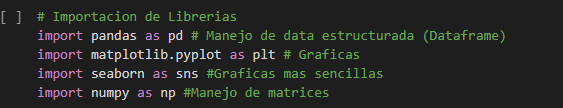 [ ] # Importacion de Librerias
import pandas as pd # Manejo de data estructurada (Dataframe)
import matplotlib.pyplot as plt # Graficas
import seaborn as sns #Graficas mas sencillas
import numpy as np #Manejo de matrices